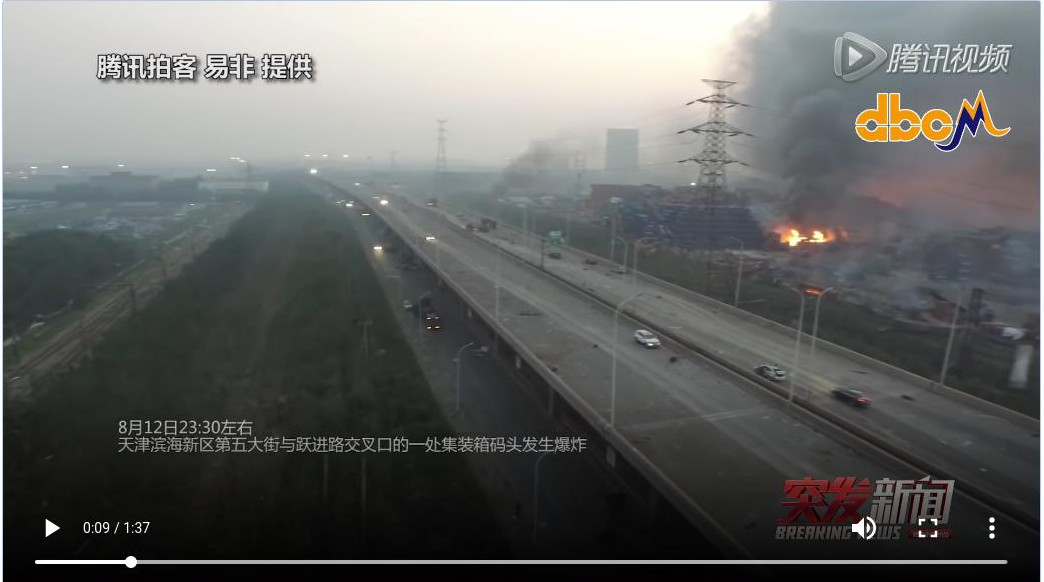 腾讯拍客 易非 提供
腾讯视频
dbcM
8月12日23:30左右
天津滨海新区第五大街与跃进路交叉口的一处集装箱码头发生爆炸
突发新闻
BREAKING NEWS
0:09 / 1:37